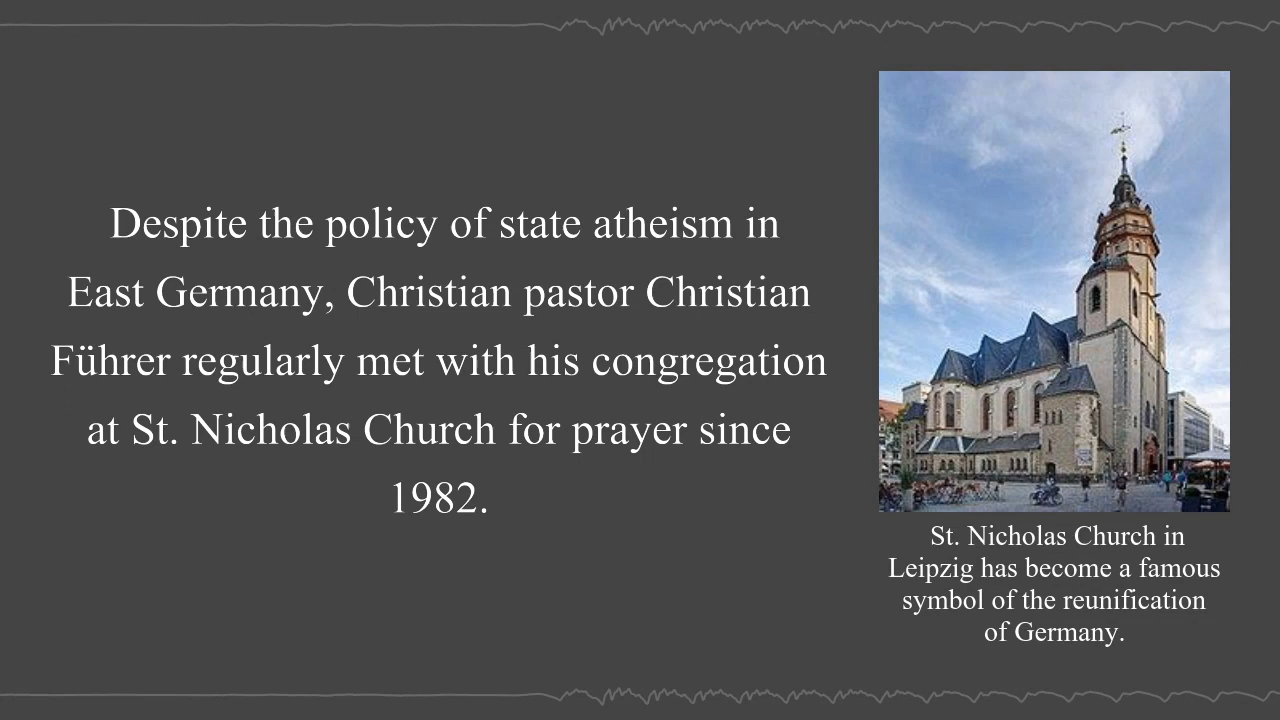 Despite the policy of state atheism in
East Germany, Christian pastor Christian
Führer regularly met with his congregation
at St. Nicholas Church for prayer since
1982.
St. Nicholas Church in
Leipzig has become a famous
symbol of the reunification
of Germany.